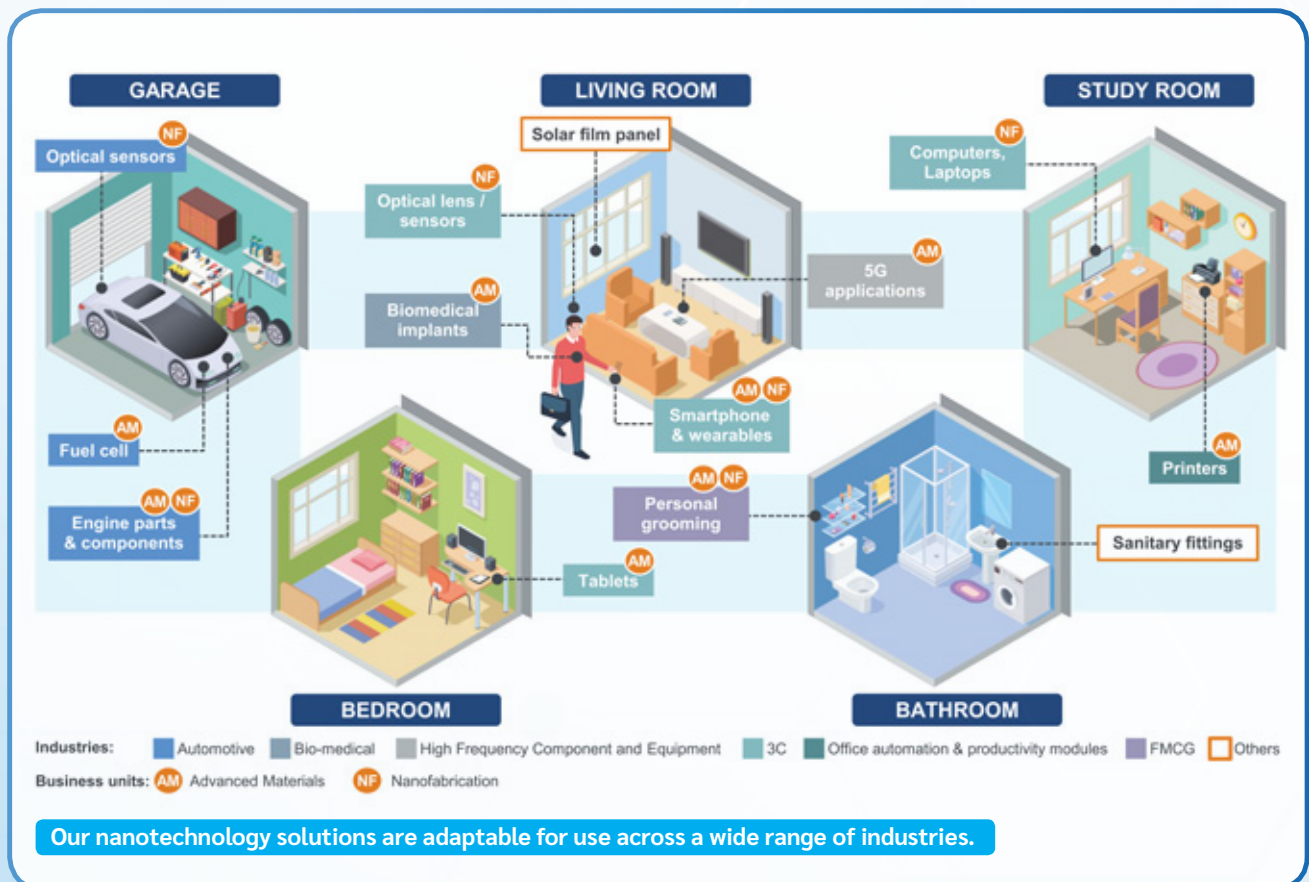 GARAGE
LIVING ROOM
STUDY ROOM
NF
Optical sensors
Solar film panel
NF
Computers,
Laptops
NF
Optical lens /
sensors
AM
5G
applications
AM
Biomedical
implants
AM NF
Smartphone
& wearables
AM
Fuel cell
AM
Printers
AM NF
Engine parts
& components
AM NF
Personal
grooming
Sanitary fittings
AM
Tablets
BEDROOM
BATHROOM
Industries: Automotive Bio-medical High Frequency Component and Equipment 3C Office automation & productivity modules FMCG Others
Business units: AM Advanced Materials NF Nanofabrication
Our nanotechnology solutions are adaptable for use across a wide range of industries.